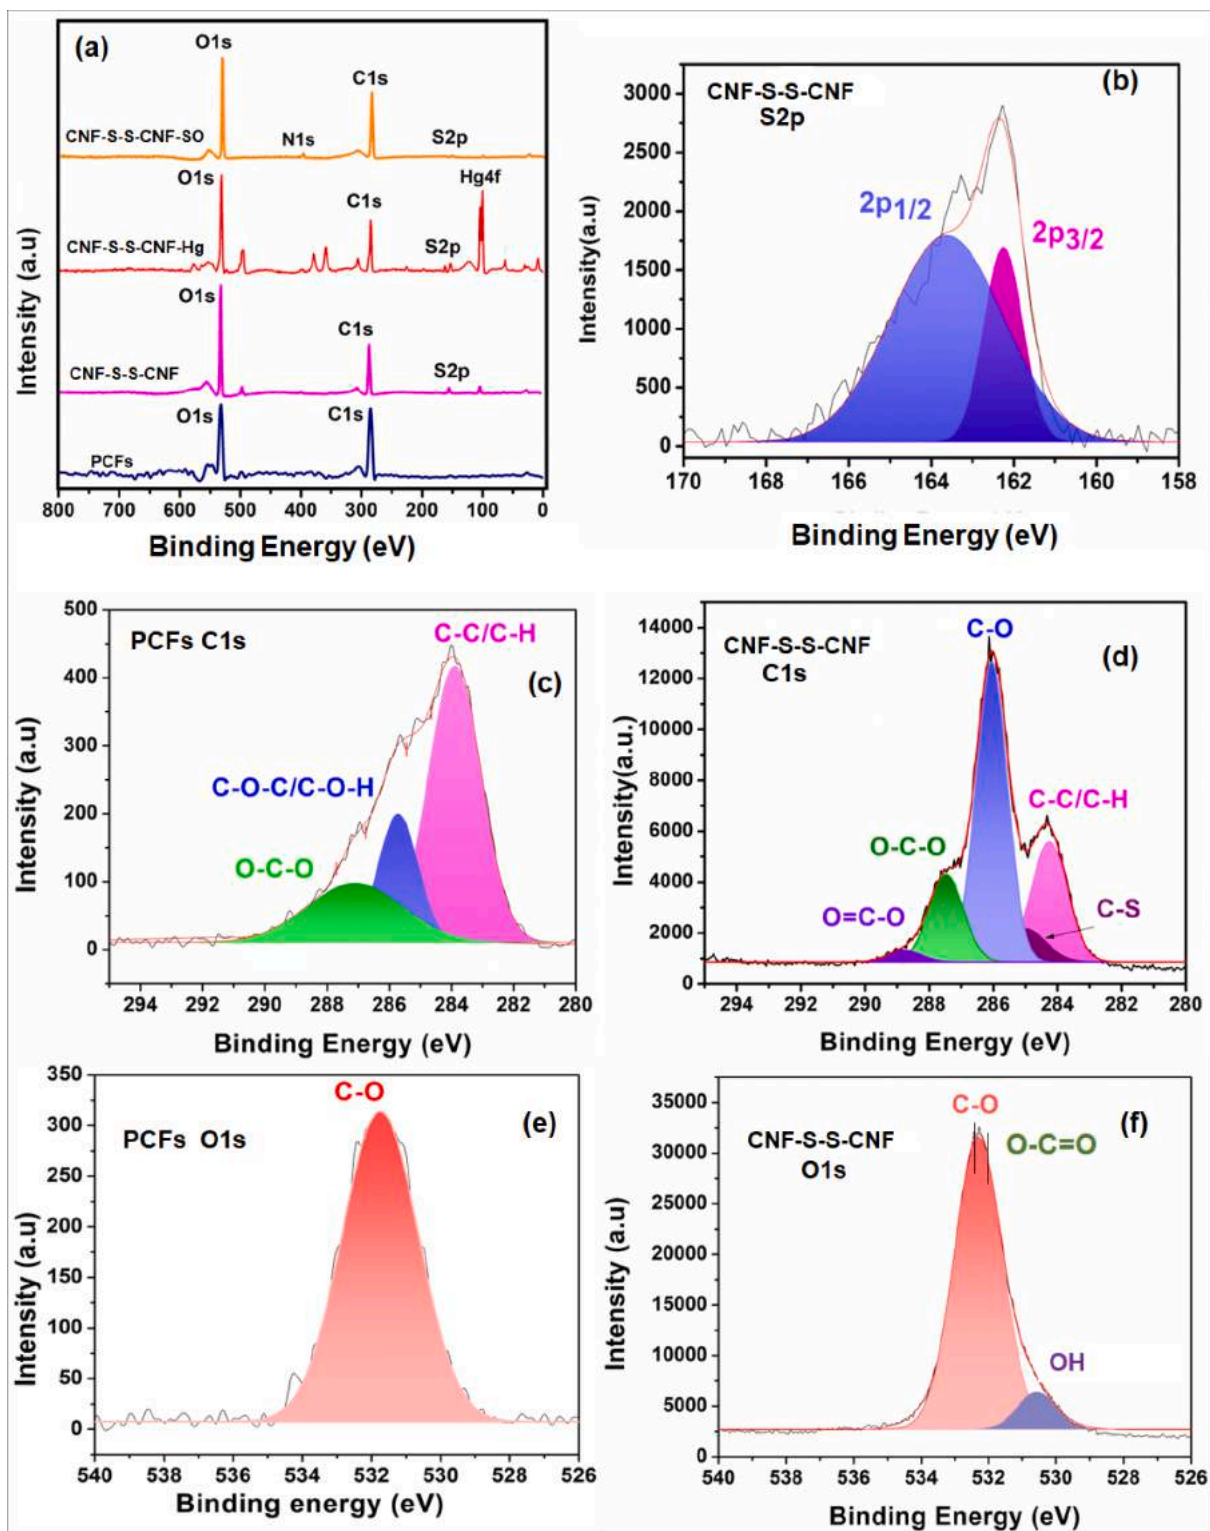 (a)
O1s
C1s
CNF-S-S-CNF-SO
N1s
S2p
O1s
Hg4f
C1s
CNF-S-S-CNF-Hg
S2p
O1s
C1s
CNF-S-S-CNF
S2p
O1s
C1s
PCFs
800 700 600 500 400 300 200 100 0
Binding Energy (eV)
Intensity (a.u)
(b)
CNF-S-S-CNF
S2p
2p1/2
2p3/2
3000
2500
2000
1500
1000
500
0
170 168 166 164 162 160 158
Binding Energy (eV)
Intensity(a.u)
PCFs C1s
(c)
C-C/C-H
C-O-C/C-O-H
O-C-O
500
400
300
200
100
0
294 292 290 288 286 284 282 280
Binding Energy (eV)
Intensity (a.u)
CNF-S-S-CNF
C1s
(d)
C-O
C-C/C-H
O-C-O
C-S
O=C-O
14000
12000
10000
8000
6000
4000
2000
0
294 292 290 288 286 284 282 280
Binding Energy (eV)
Intensity(a.u.)
PCFs O1s
(e)
C-O
350
300
250
200
150
100
50
0
540 538 536 534 532 530 528 526
Binding energy (eV)
Intensity (a.u)
CNF-S-S-CNF
O1s
(f)
C-O
O-C=O
OH
35000
30000
25000
20000
15000
10000
5000
0
540 538 536 534 532 530 528 526
Binding Energy (eV)
Intensity (a.u)